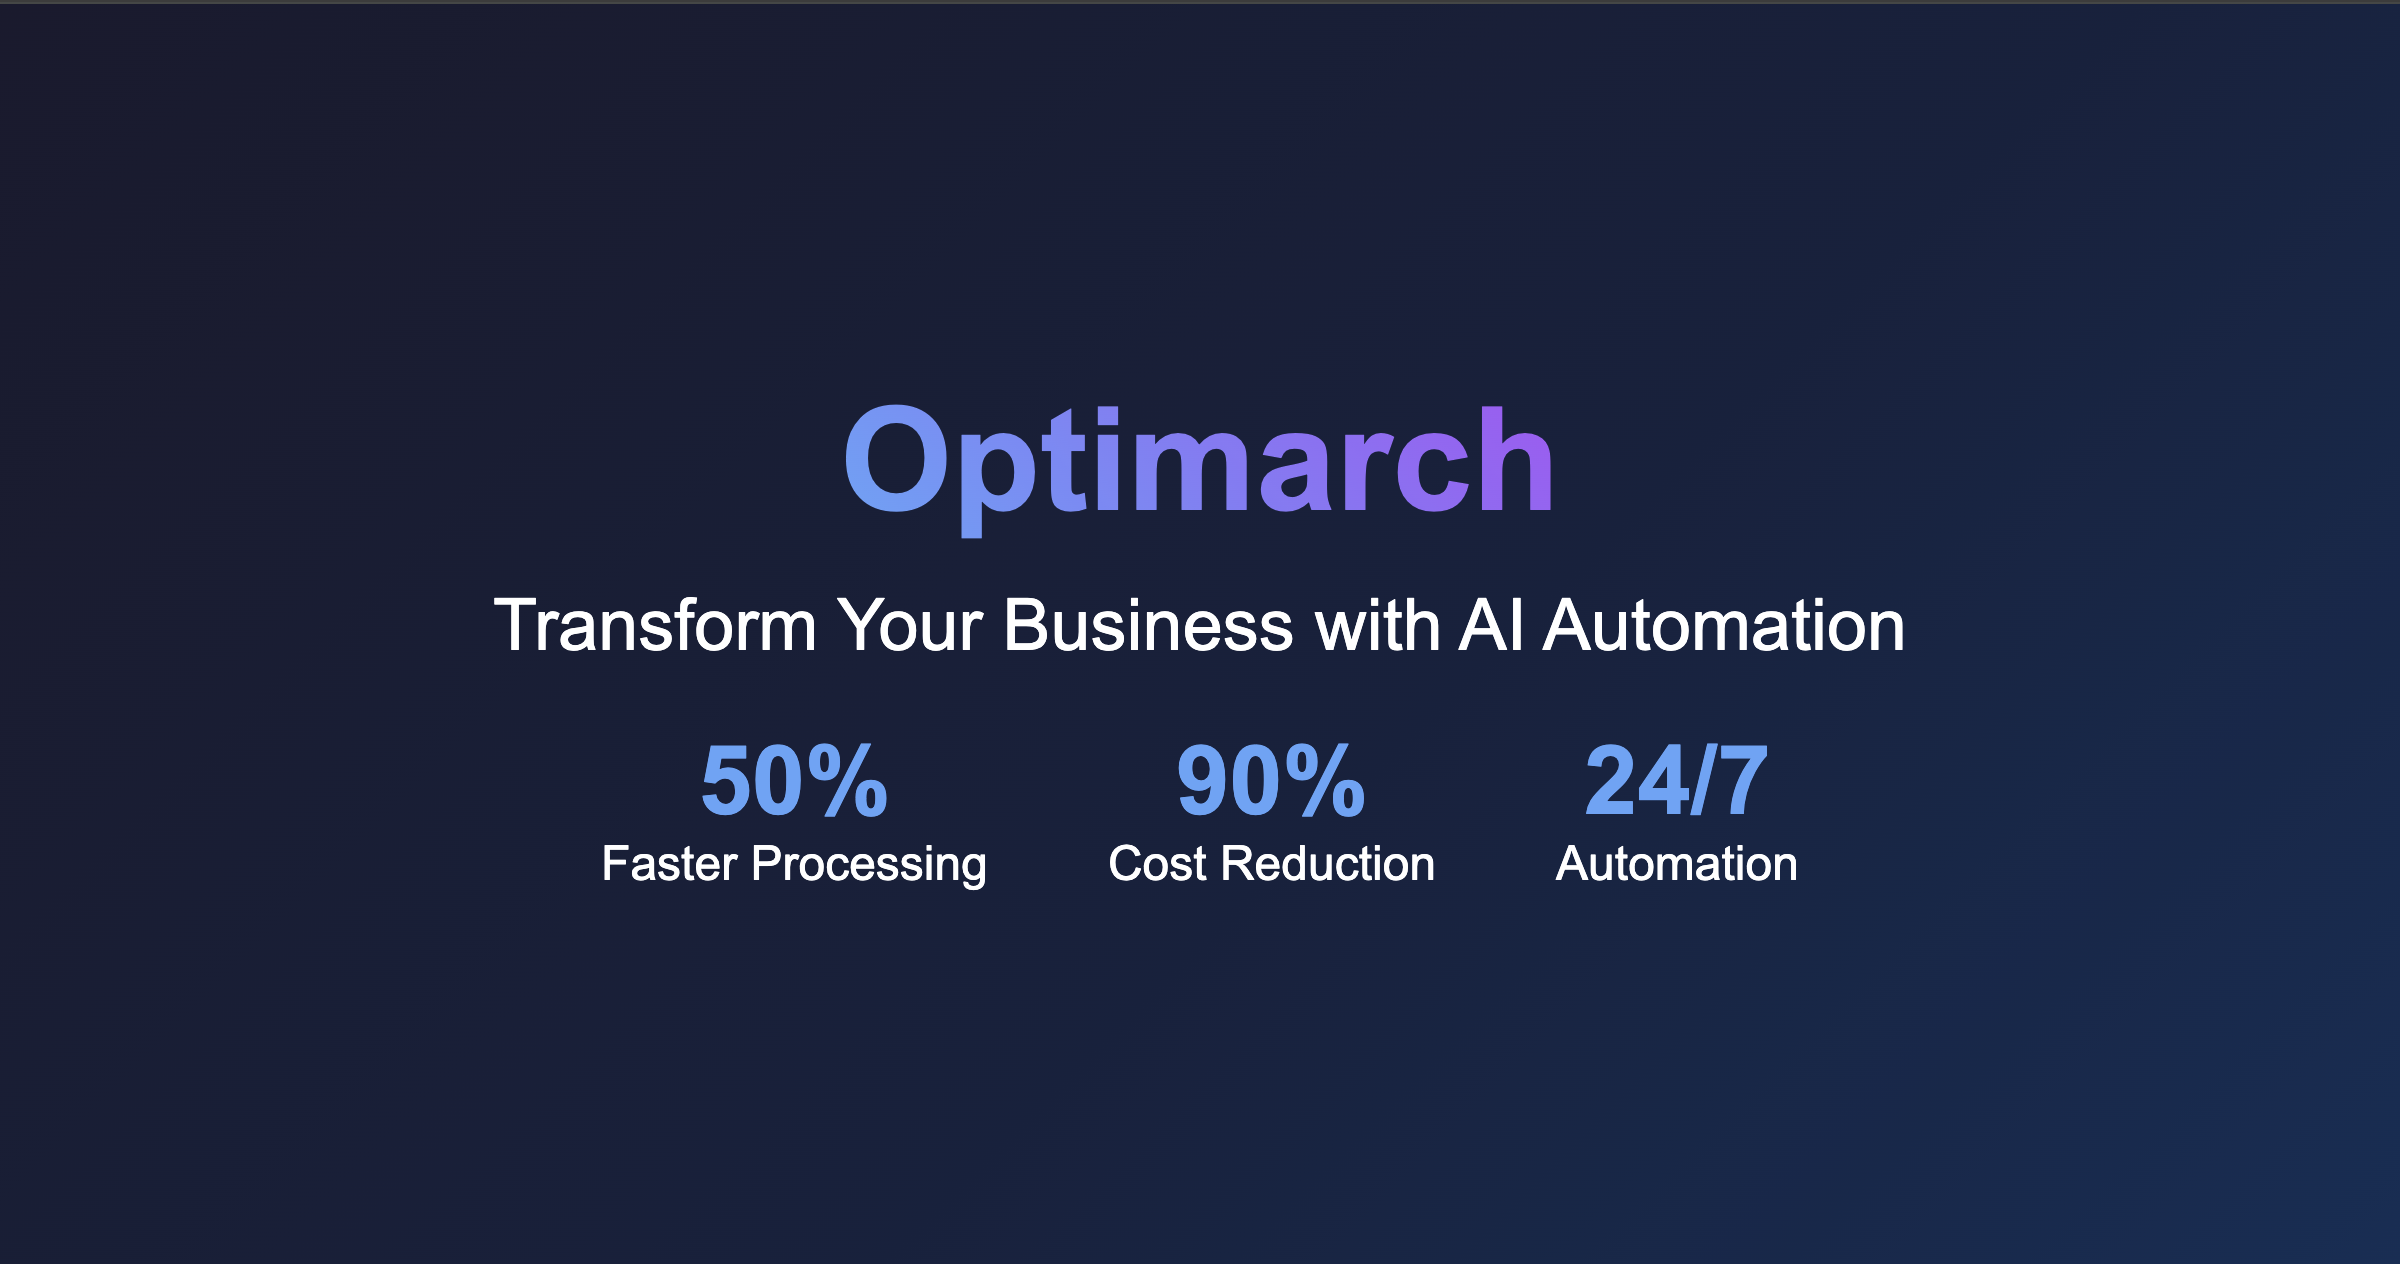 Optimarch
Transform Your Business with AI Automation
50% 90% 24/7
Faster Processing Cost Reduction Automation